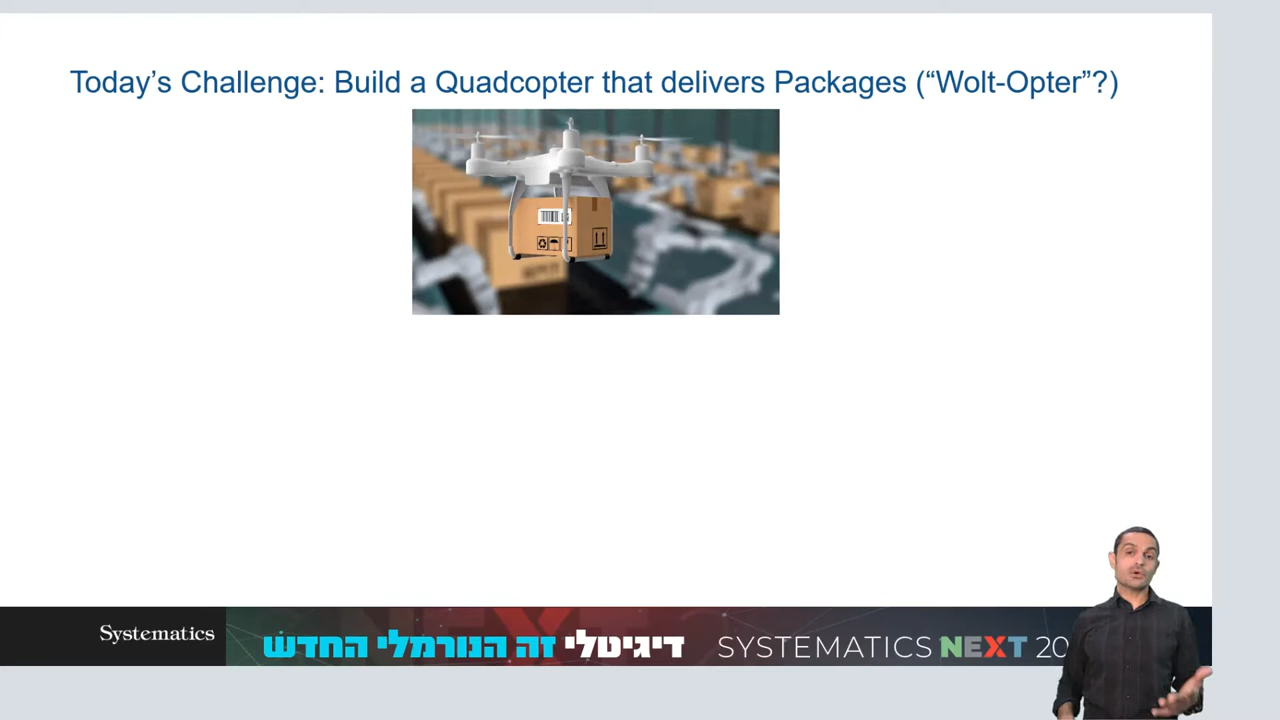 Today's Challenge: Build a Quadcopter that delivers Packages (“Wolt-Opter”?)
Systematics
דיגיטלי זה הנורמלי החדש
SYSTEMATICS NEXT 20